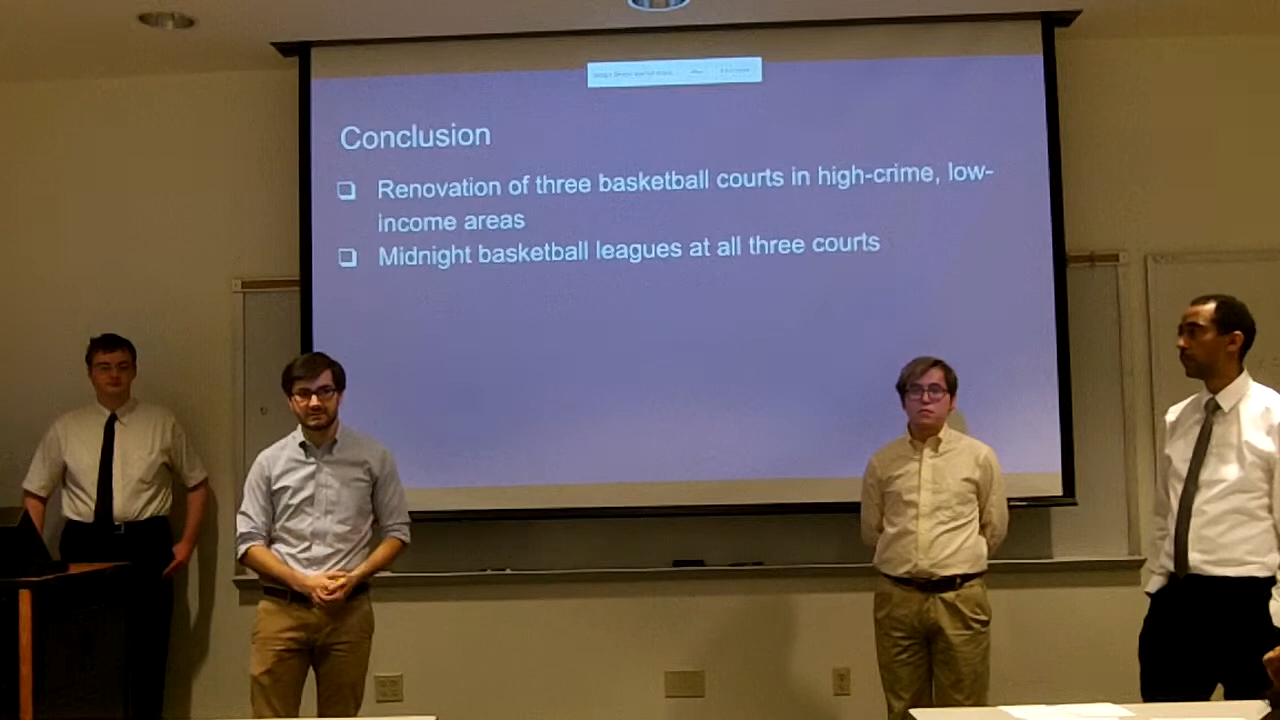 Conclusion
Renovation of three basketball courts in high-crime, low-
income areas
Midnight basketball leagues at all three courts